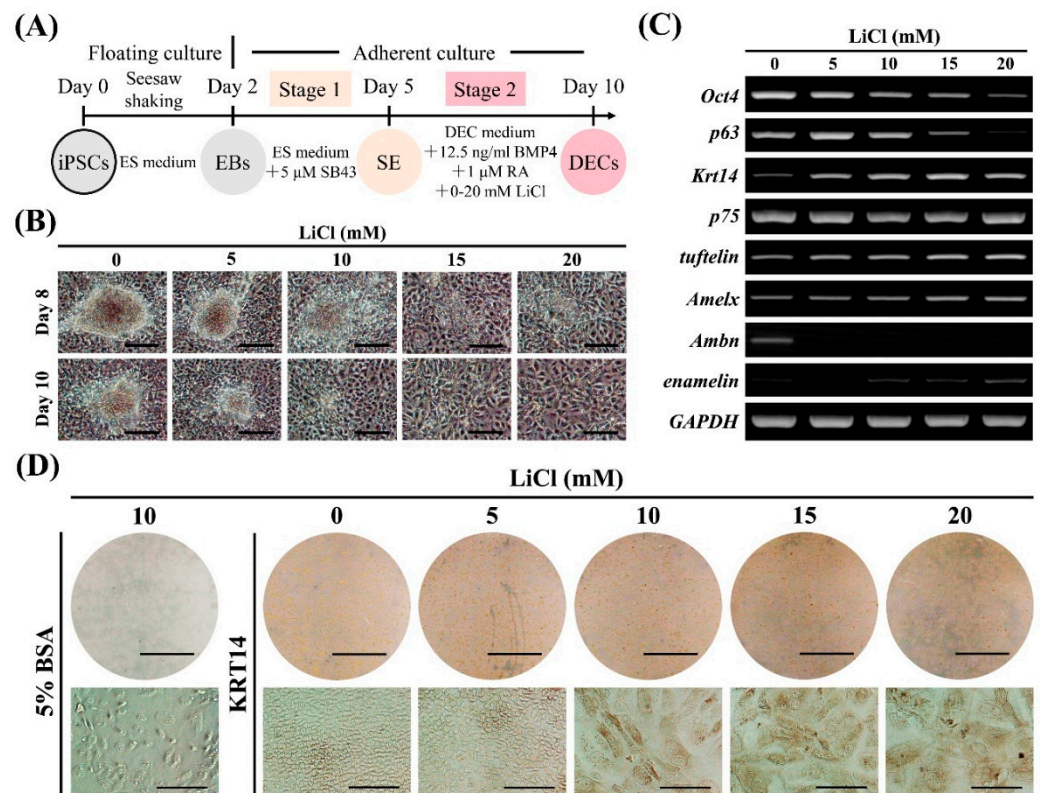 (A)
Floating culture
Adherent culture
Day 0
Seesaw
shaking
Day 2
Stage 1
Day 5
Stage 2
Day 10
iPSCs
ES medium
EBs
ES medium
+5 μM SB43
SE
DEC medium
+12.5 ng/ml BMP4
+1 μM RA
+0-20 mM LiCl
DECs
(B)
LiCl (mM)
0 5 10 15 20
Day 8
Day 10
(C)
LiCl (mM)
0 5 10 15 20
Oct4
p63
Krt14
p75
tuftelin
Amelx
Ambn
enamelin
GAPDH
(D)
LiCl (mM)
10 0 5 10 15 20
5% BSA
KRT14